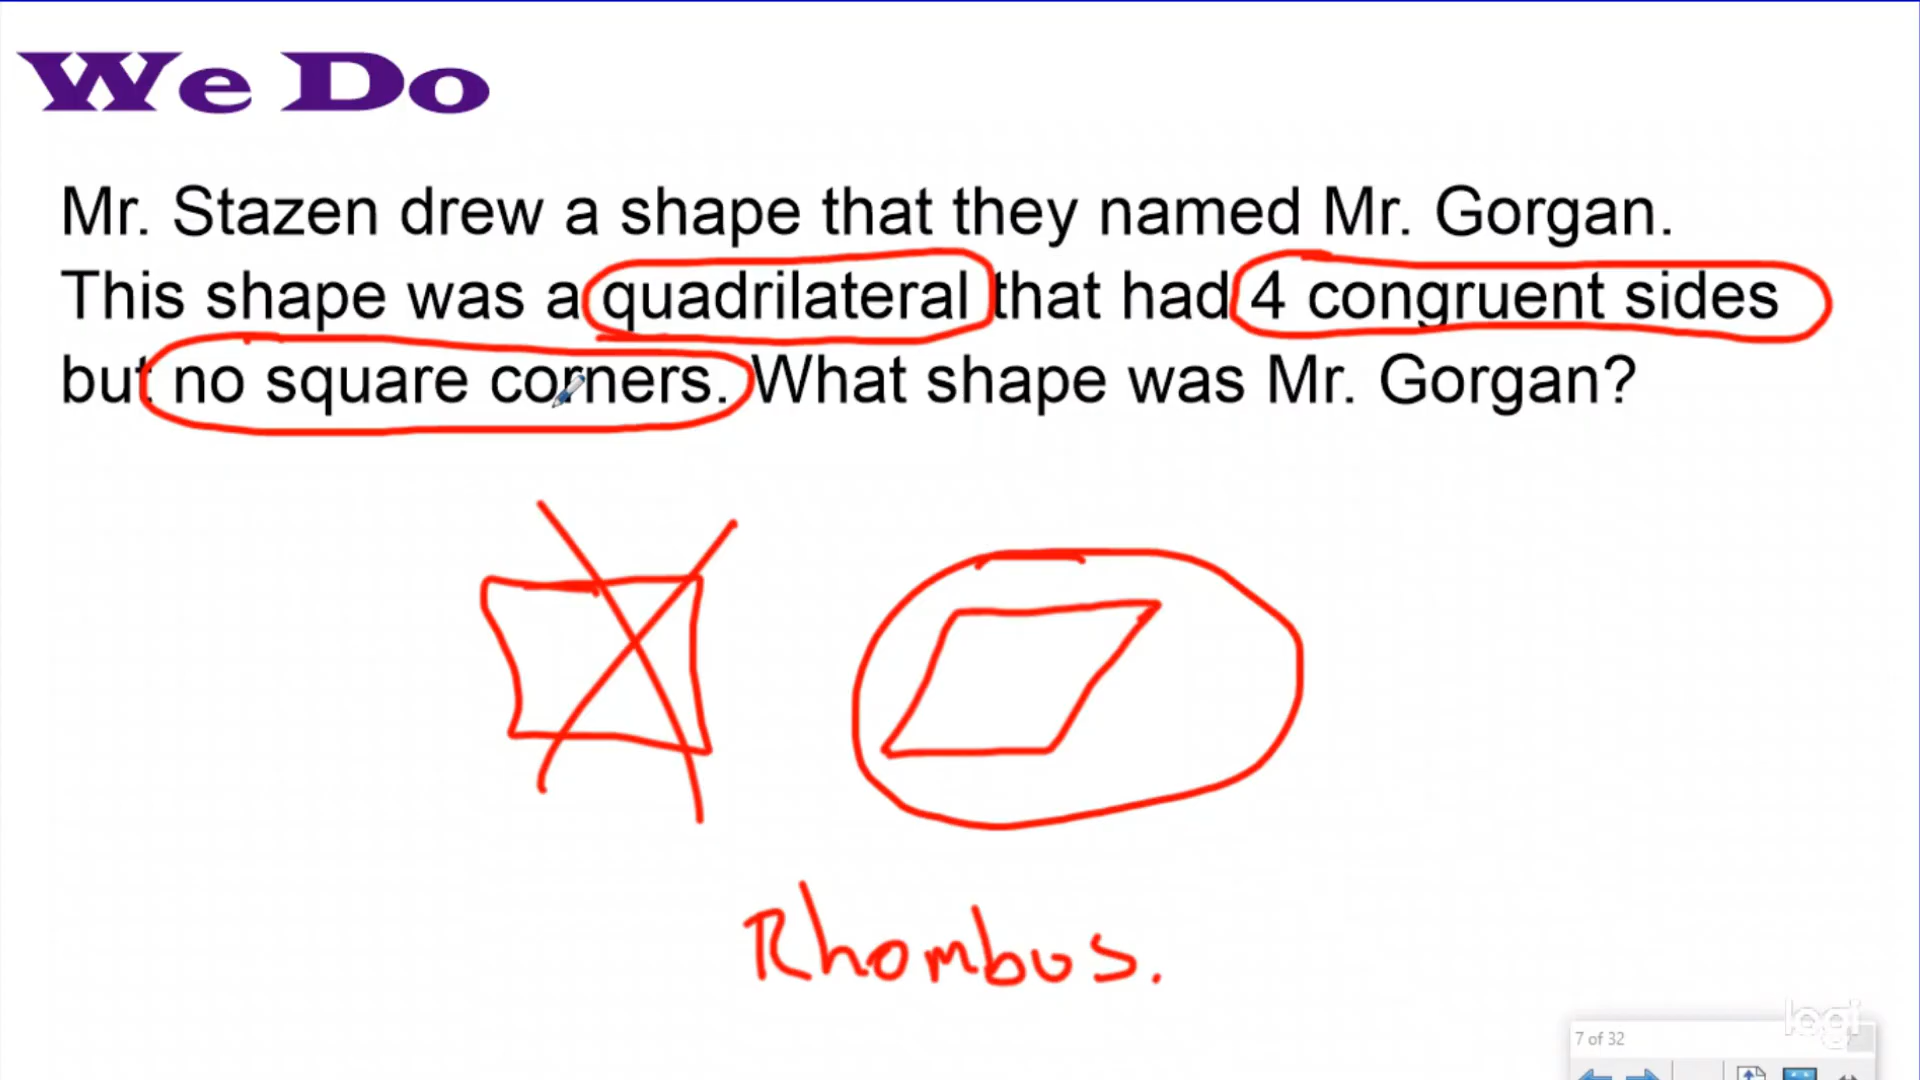 We Do
Mr. Stazen drew a shape that they named Mr. Gorgan.
This shape was a quadrilateral that had 4 congruent sides
but no square corners. What shape was Mr. Gorgan?
Rhombus.
logi
7 of 32